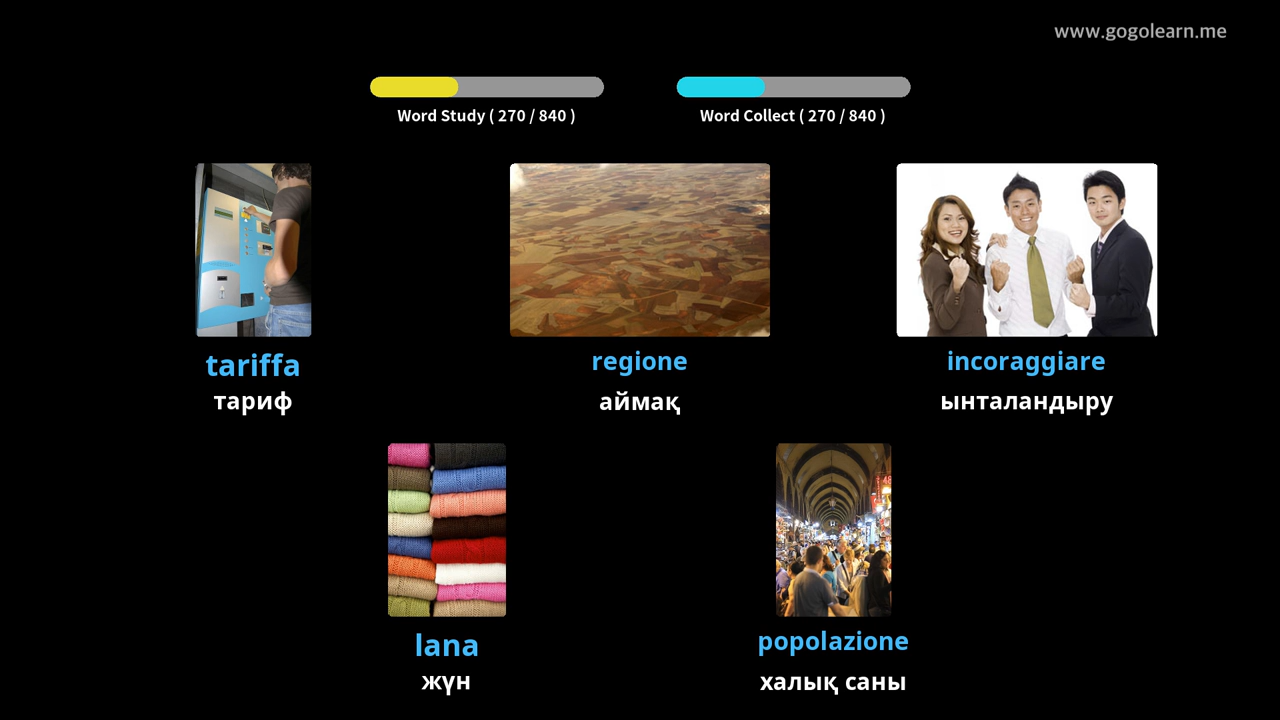 www.gogolearn.me
Word Study ( 270 / 840 )
Word Collect ( 270 / 840 )
tariffa
тариф
regione
аймақ
incoraggiare
ынталандыру
lana
жүн
popolazione
халық саны